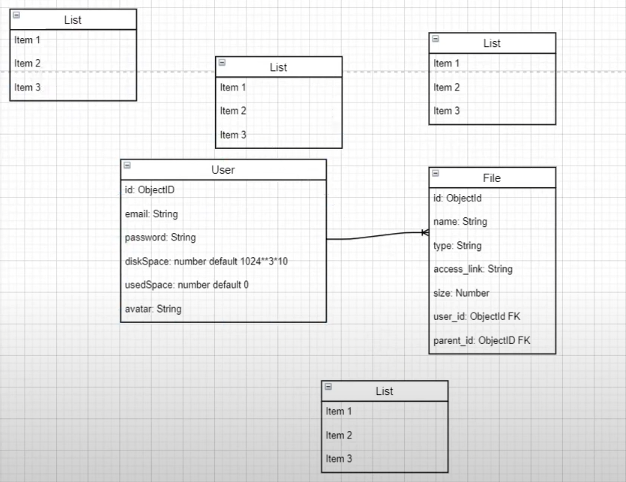 List
Item 1
Item 2
Item 3
List
Item 1
Item 2
Item 3
List
Item 1
Item 2
Item 3
User
id: ObjectID
email: String
password: String
diskSpace: number default 1024**3*10
usedSpace: number default 0
avatar: String
File
id: ObjectId
name: String
type: String
access_link: String
size: Number
user_id: ObjectId FK
parent_id: ObjectID FK
List
Item 1
Item 2
Item 3